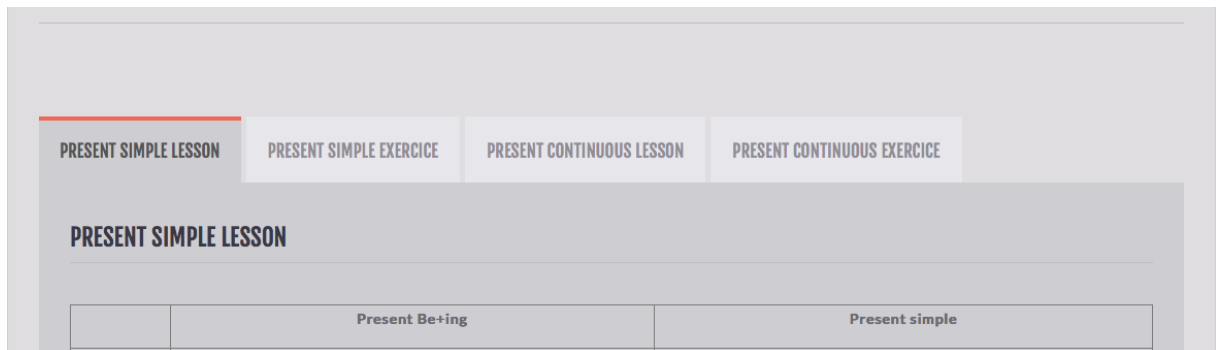 PRESENT SIMPLE LESSON PRESENT SIMPLE EXERCICE PRESENT CONTINUOUS LESSON PRESENT CONTINUOUS EXERCICE
PRESENT SIMPLE LESSON
Present Be+ing Present simple